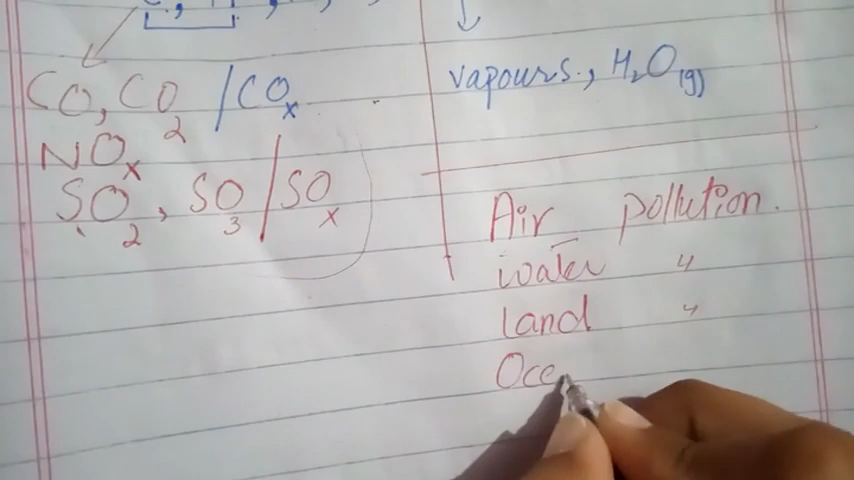 CO, CO2 / COx
NOx
SO2, SO3 / SOx
vapours., H2O(g)
Air pollution.
water "
land "
Oce